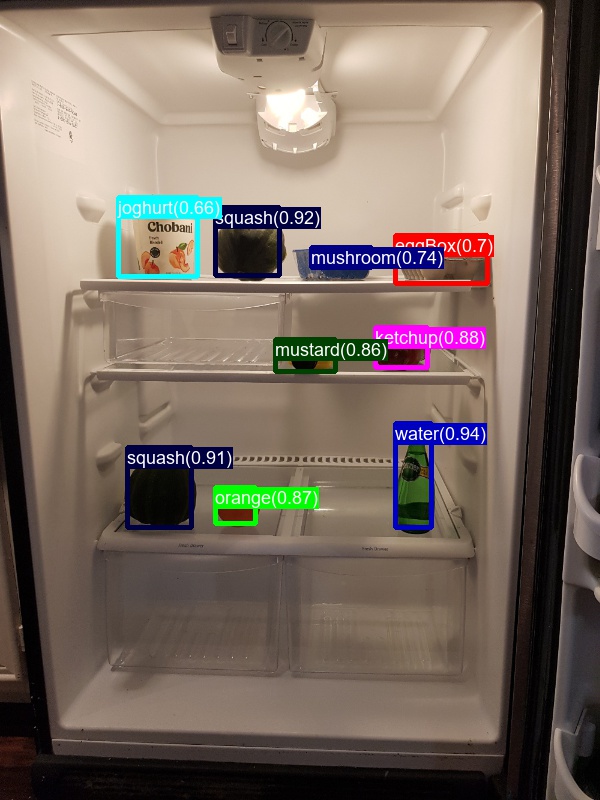 joghurt(0.66)
squash(0.92)
eggBox(0.7)
mushroom(0.74)
Chobani
ketchup(0.88)
mustard(0.86)
water(0.94)
squash(0.91)
orange(0.87)